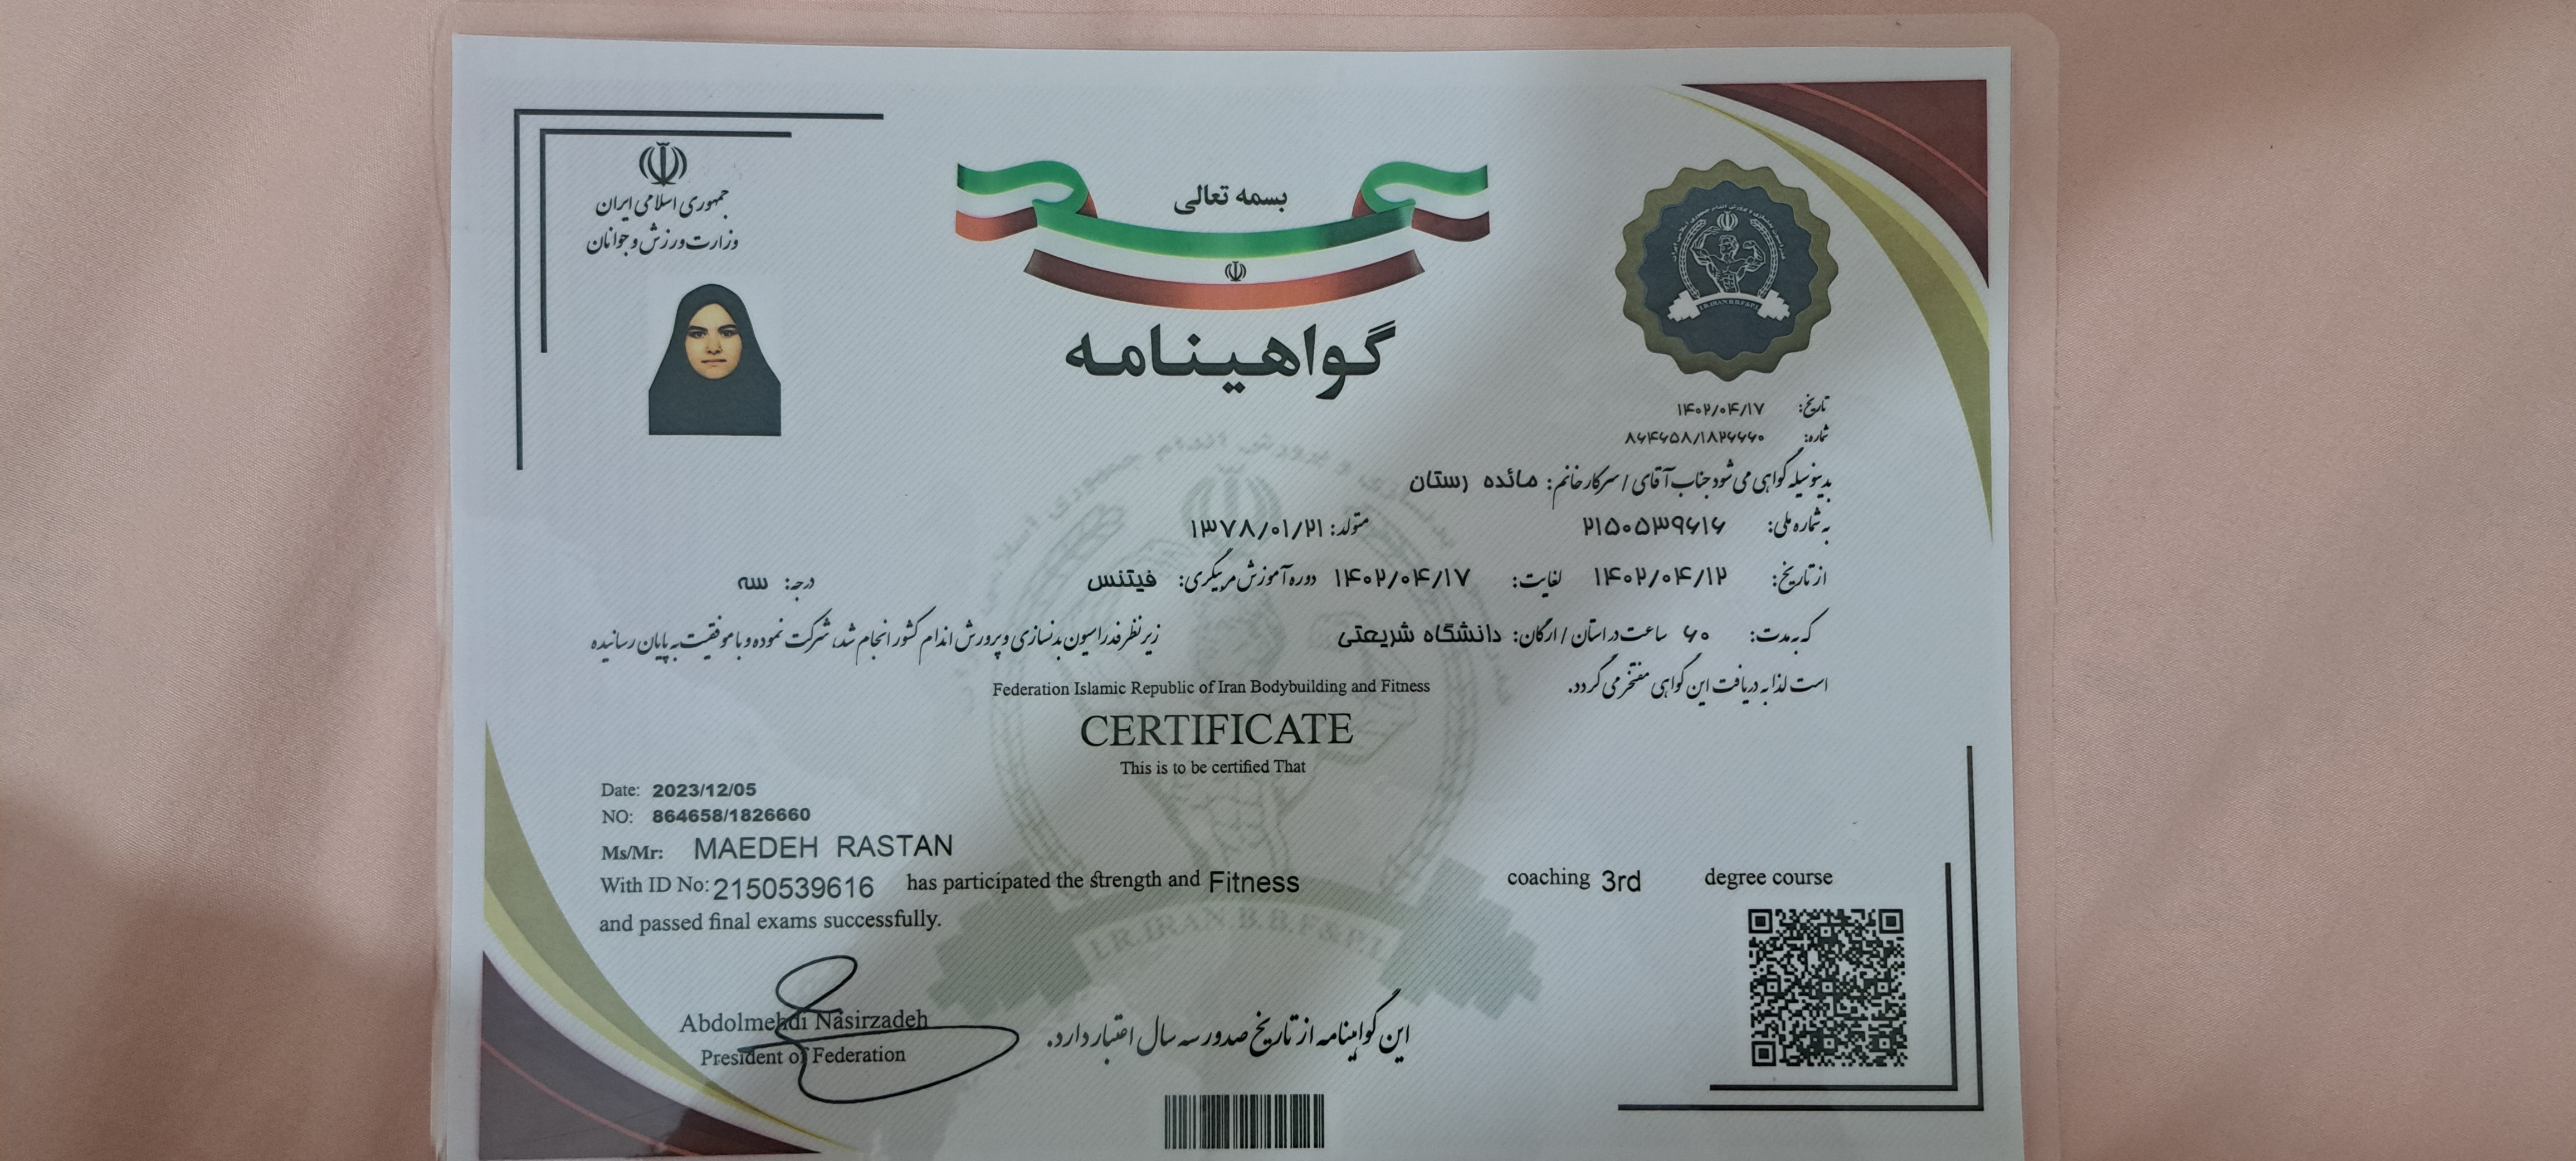 جمهوری اسلامی ایران
وزارت ورزش و جوانان
بسمه تعالی
گواهینامه
I.R.IRAN.B.B.F&P.L
تاریخ: ۱۴۰۲/۰۴/۱۷
شماره: ۸۶۴۶۵۸/۱۸۲۶۶۶۰
بدینوسیله گواهی می شود جناب آقای / سرکار خانم: مائده رستان
به شماره ملی: ۲۱۵۰۵۳۹۶۱۶ متولد: ۱۳۷۸/۰۱/۲۱
از تاریخ: ۱۴۰۲/۰۴/۱۲ لغایت: ۱۴۰۲/۰۴/۱۷ دوره آموزش مربیگری: فیتنس درجه: سه
که به مدت: ۶۰ ساعت در استان / ارگان: دانشگاه شریعتی زیر نظر فدراسیون بدنسازی و پرورش اندام کشور انجام شد، شرکت نموده و با موفقیت به پایان رسانیده
است لذا به دریافت این گواهی مفتخر می گردد.
Federation Islamic Republic of Iran Bodybuilding and Fitness
CERTIFICATE
This is to be certified That
Date: 2023/12/05
NO: 864658/1826660
Ms/Mr: MAEDEH RASTAN
With ID No: 2150539616 has participated the strength and Fitness coaching 3rd degree course
and passed final exams successfully.
I.R.IRAN B.B.F&P.L
Abdolmehdi Nasirzadeh
President of Federation
این گواهینامه از تاریخ صدور سه سال اعتبار دارد.